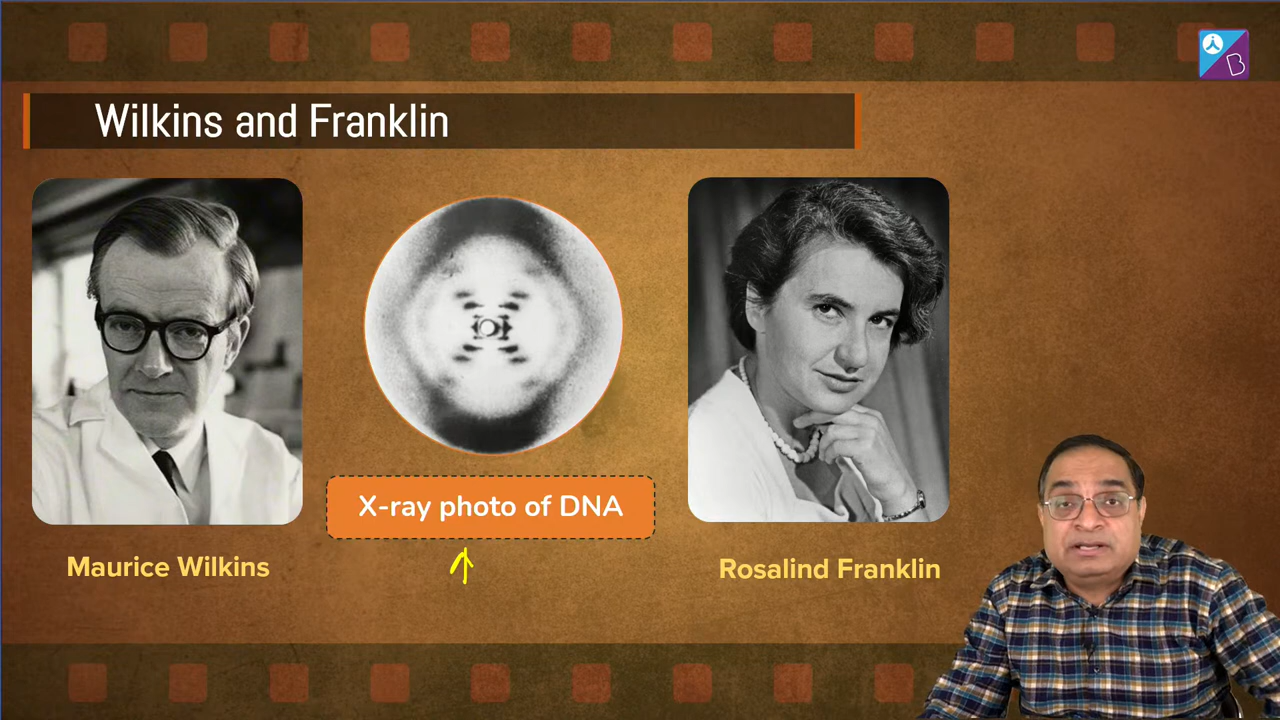 Wilkins and Franklin
X-ray photo of DNA
Maurice Wilkins
Rosalind Franklin
B